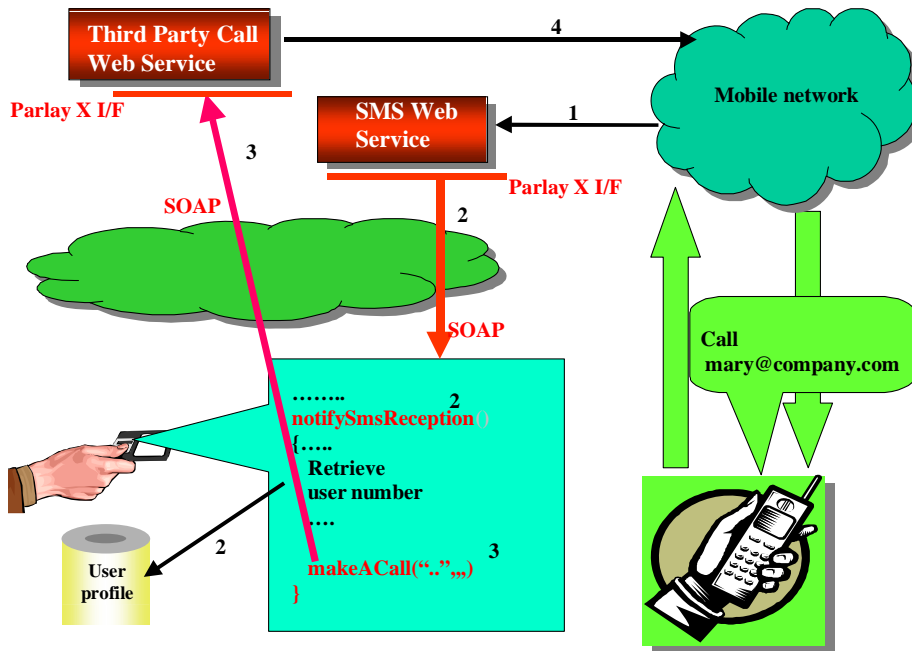 Third Party Call
Web Service
4
Mobile network
Parlay X I/F
SMS Web
Service
1
3
Parlay X I/F
SOAP
2
SOAP
Call
mary@company.com
……..
2
notifySmsReception()
{…..
Retrieve
user number
….
2
3
makeACall(“..”,,,)
}
User
profile